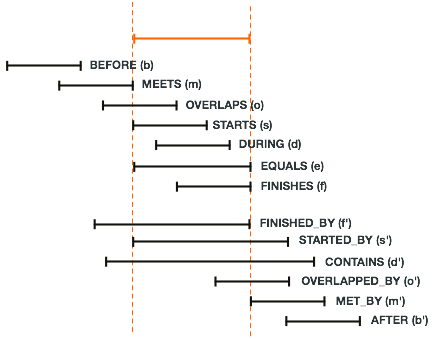 BEFORE (b)
MEETS (m)
OVERLAPS (o)
STARTS (s)
DURING (d)
EQUALS (e)
FINISHES (f)
FINISHED_BY (f')
STARTED_BY (s')
CONTAINS (d')
OVERLAPPED_BY (o')
MET_BY (m')
AFTER (b')